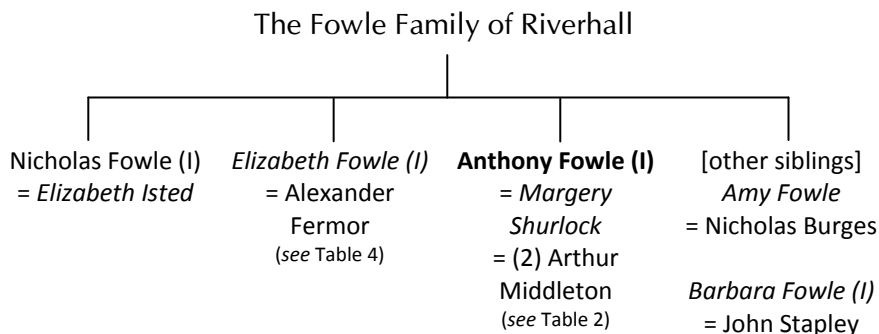 The Fowle Family of Riverhall
Nicholas Fowle (I)
= Elizabeth Isted
Elizabeth Fowle (I)
= Alexander
Fermor
(see Table 4)
Anthony Fowle (I)
= Margery
Shurlock
= (2) Arthur
Middleton
(see Table 2)
[other siblings]
Amy Fowle
= Nicholas Burges
Barbara Fowle (I)
= John Stapley